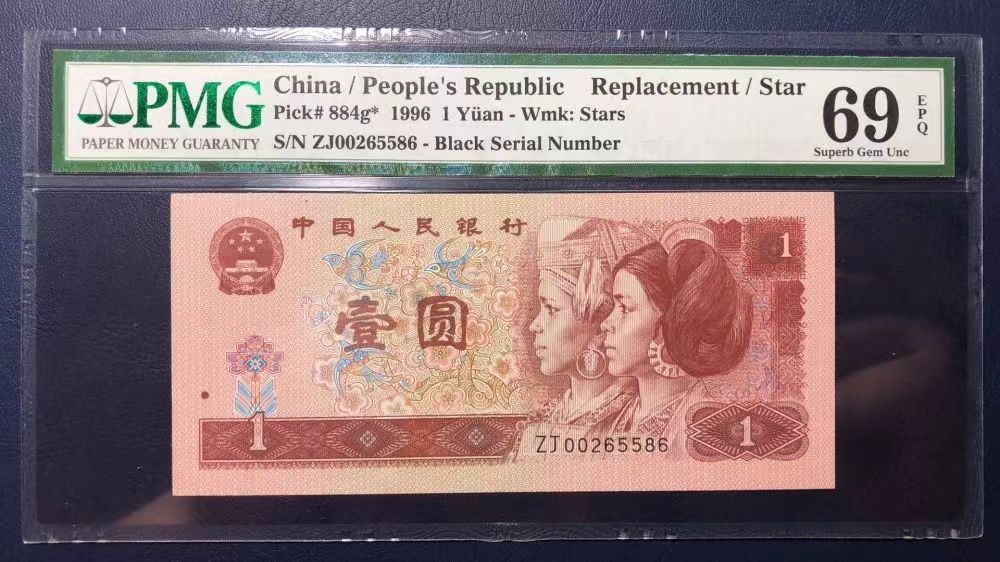 PMG
PAPER MONEY GUARANTY
China / People's Republic Replacement / Star
Pick# 884g* 1996 1 Yüan - Wmk: Stars
S/N ZJ00265586 - Black Serial Number
69
EPQ
Superb Gem Unc
中国人民银行
1
壹圆
1
1
ZJ00265586